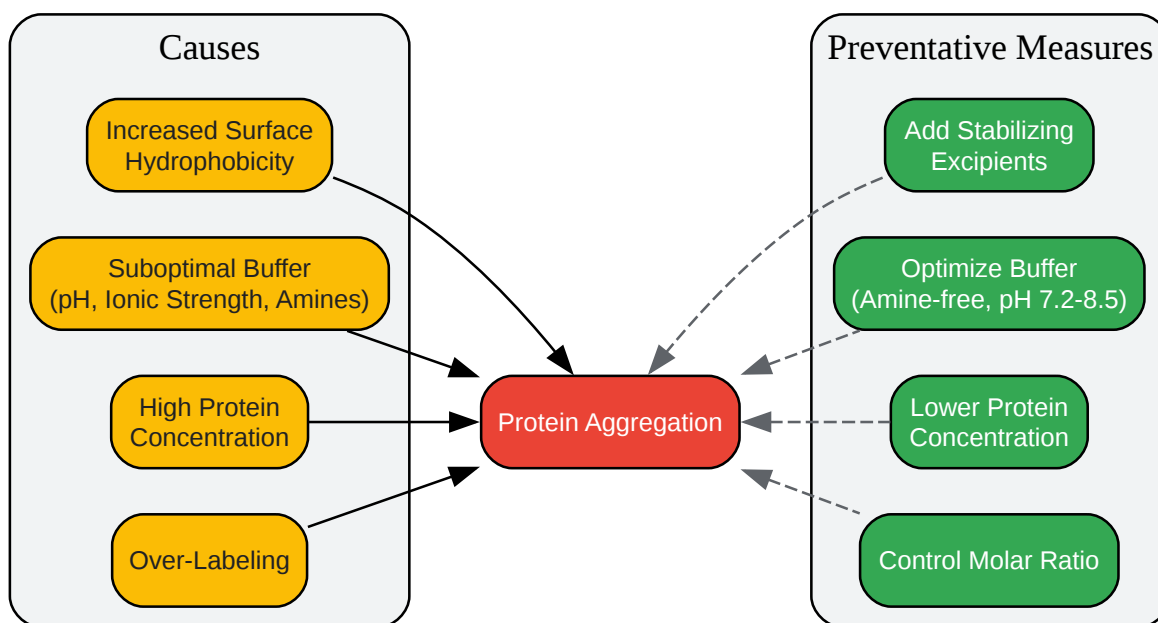 Causes
Increased Surface
Hydrophobicity
Suboptimal Buffer
(pH, Ionic Strength, Amines)
High Protein
Concentration
Over-Labeling
Protein Aggregation
Preventative Measures
Add Stabilizing
Excipients
Optimize Buffer
(Amine-free, pH 7.2-8.5)
Lower Protein
Concentration
Control Molar Ratio